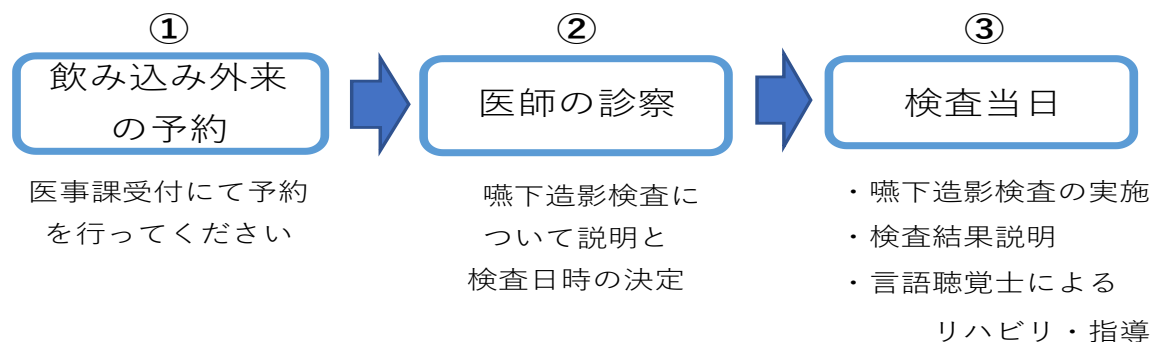 ①
飲み込み外来
の予約
医事課受付にて予約
を行ってください
②
医師の診察
嚥下造影検査に
ついて説明と
検査日時の決定
③
検査当日
・嚥下造影検査の実施
・検査結果説明
・言語聴覚士による
リハビリ・指導